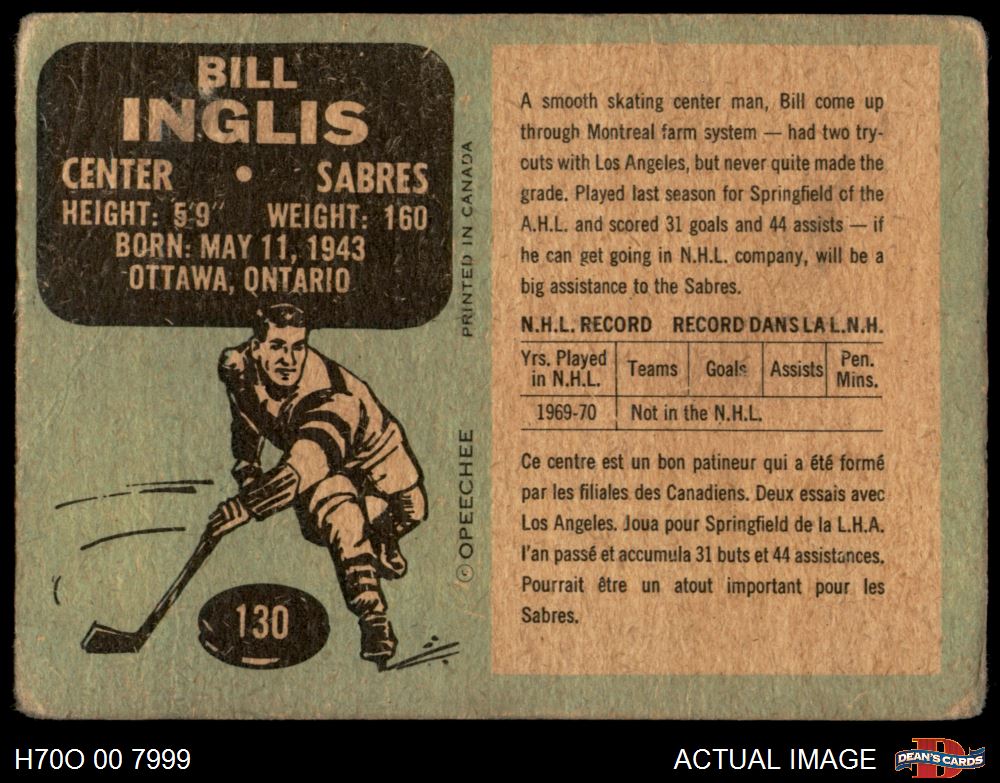 BILL
INGLIS
CENTER • SABRES
HEIGHT: 5'9" WEIGHT: 160
BORN: MAY 11, 1943
OTTAWA, ONTARIO
130
PRINTED IN CANADA
© OPEECHEE
A smooth skating center man, Bill come up
through Montreal farm system — had two try-
outs with Los Angeles, but never quite made the
grade. Played last season for Springfield of the
A.H.L. and scored 31 goals and 44 assists — if
he can get going in N.H.L. company, will be a
big assistance to the Sabres.
N.H.L. RECORD RECORD DANS LA L.N.H.
Yrs. Played in N.H.L. Teams Goals Assists Pen. Mins.
1969-70 Not in the N.H.L.
Ce centre est un bon patineur qui a été formé
par les filiales des Canadiens. Deux essais avec
Los Angeles. Joua pour Springfield de la L.H.A.
l'an passé et accumula 31 buts et 44 assistances.
Pourrait être un atout important pour les
Sabres.
H70O 00 7999
ACTUAL IMAGE
D
DEAN'S CARDS